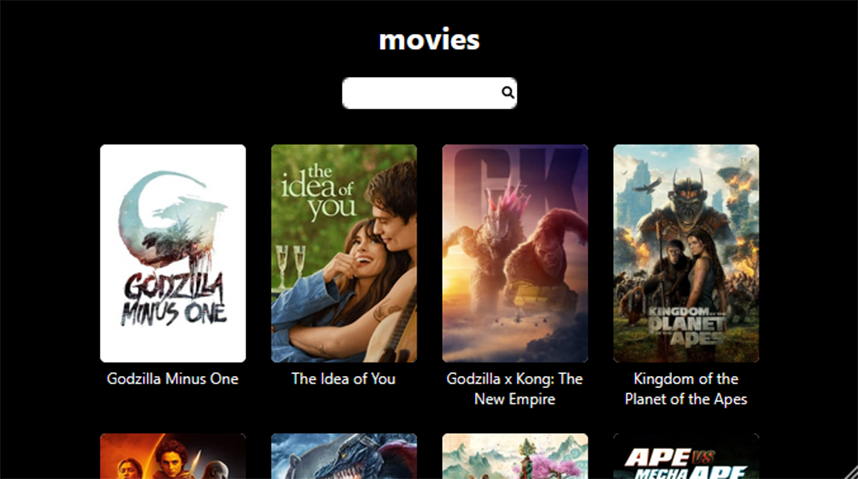 movies
the
idea of
you
GODZILLA
MINUS ONE
GK
KINGDOM OF THE
PLANET
OF THE
APES
Godzilla Minus One
The Idea of You
Godzilla x Kong: The
New Empire
Kingdom of the
Planet of the Apes
APE VS
MECHA APE